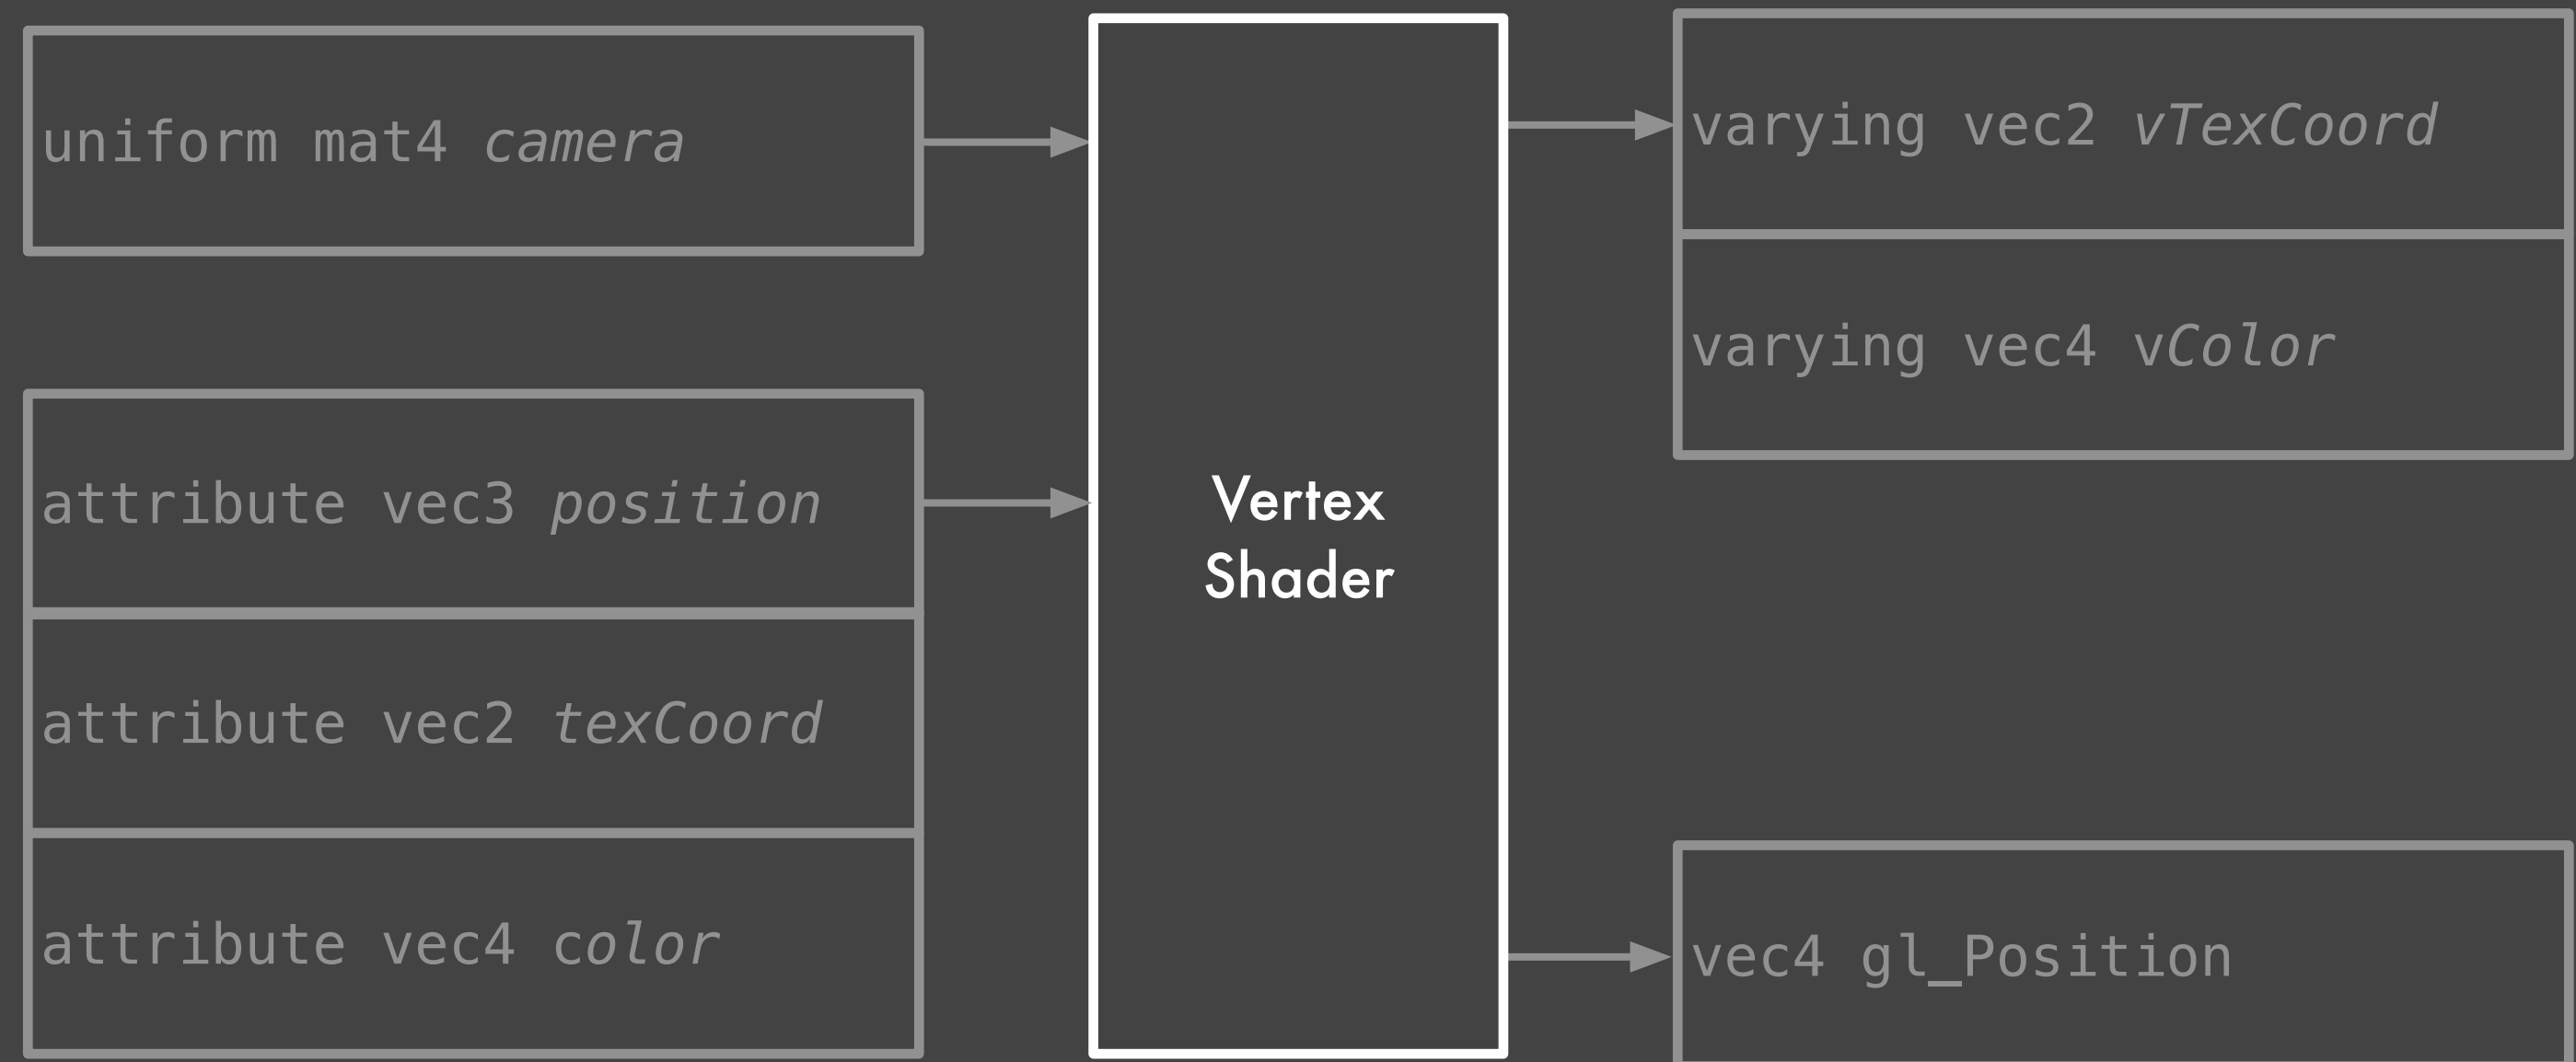 uniform mat4 camera
attribute vec3 position
attribute vec2 texCoord
attribute vec4 color
Vertex
Shader
varying vec2 vTexCoord
varying vec4 vColor
vec4 gl_Position